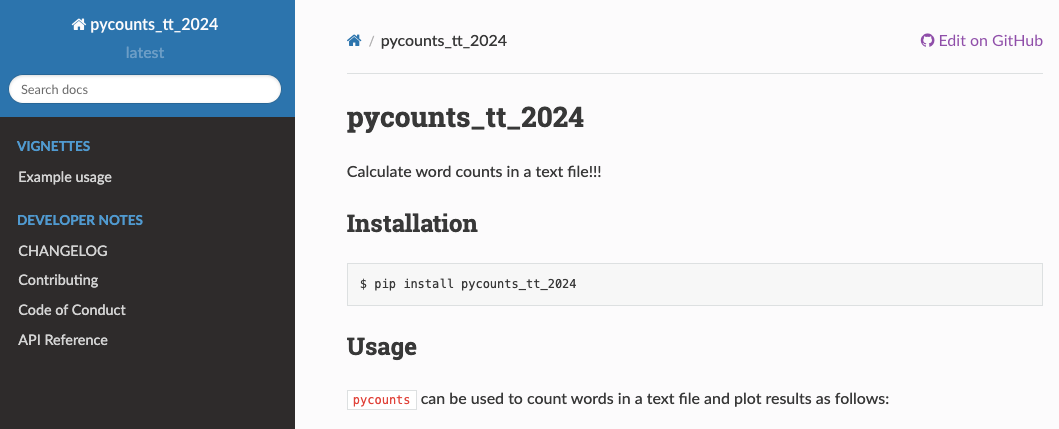 pycounts_tt_2024
latest
Search docs
VIGNETTES
Example usage
DEVELOPER NOTES
CHANGELOG
Contributing
Code of Conduct
API Reference
/ pycounts_tt_2024
Edit on GitHub
pycounts_tt_2024
Calculate word counts in a text file!!!
Installation
$ pip install pycounts_tt_2024
Usage
pycounts can be used to count words in a text file and plot results as follows: